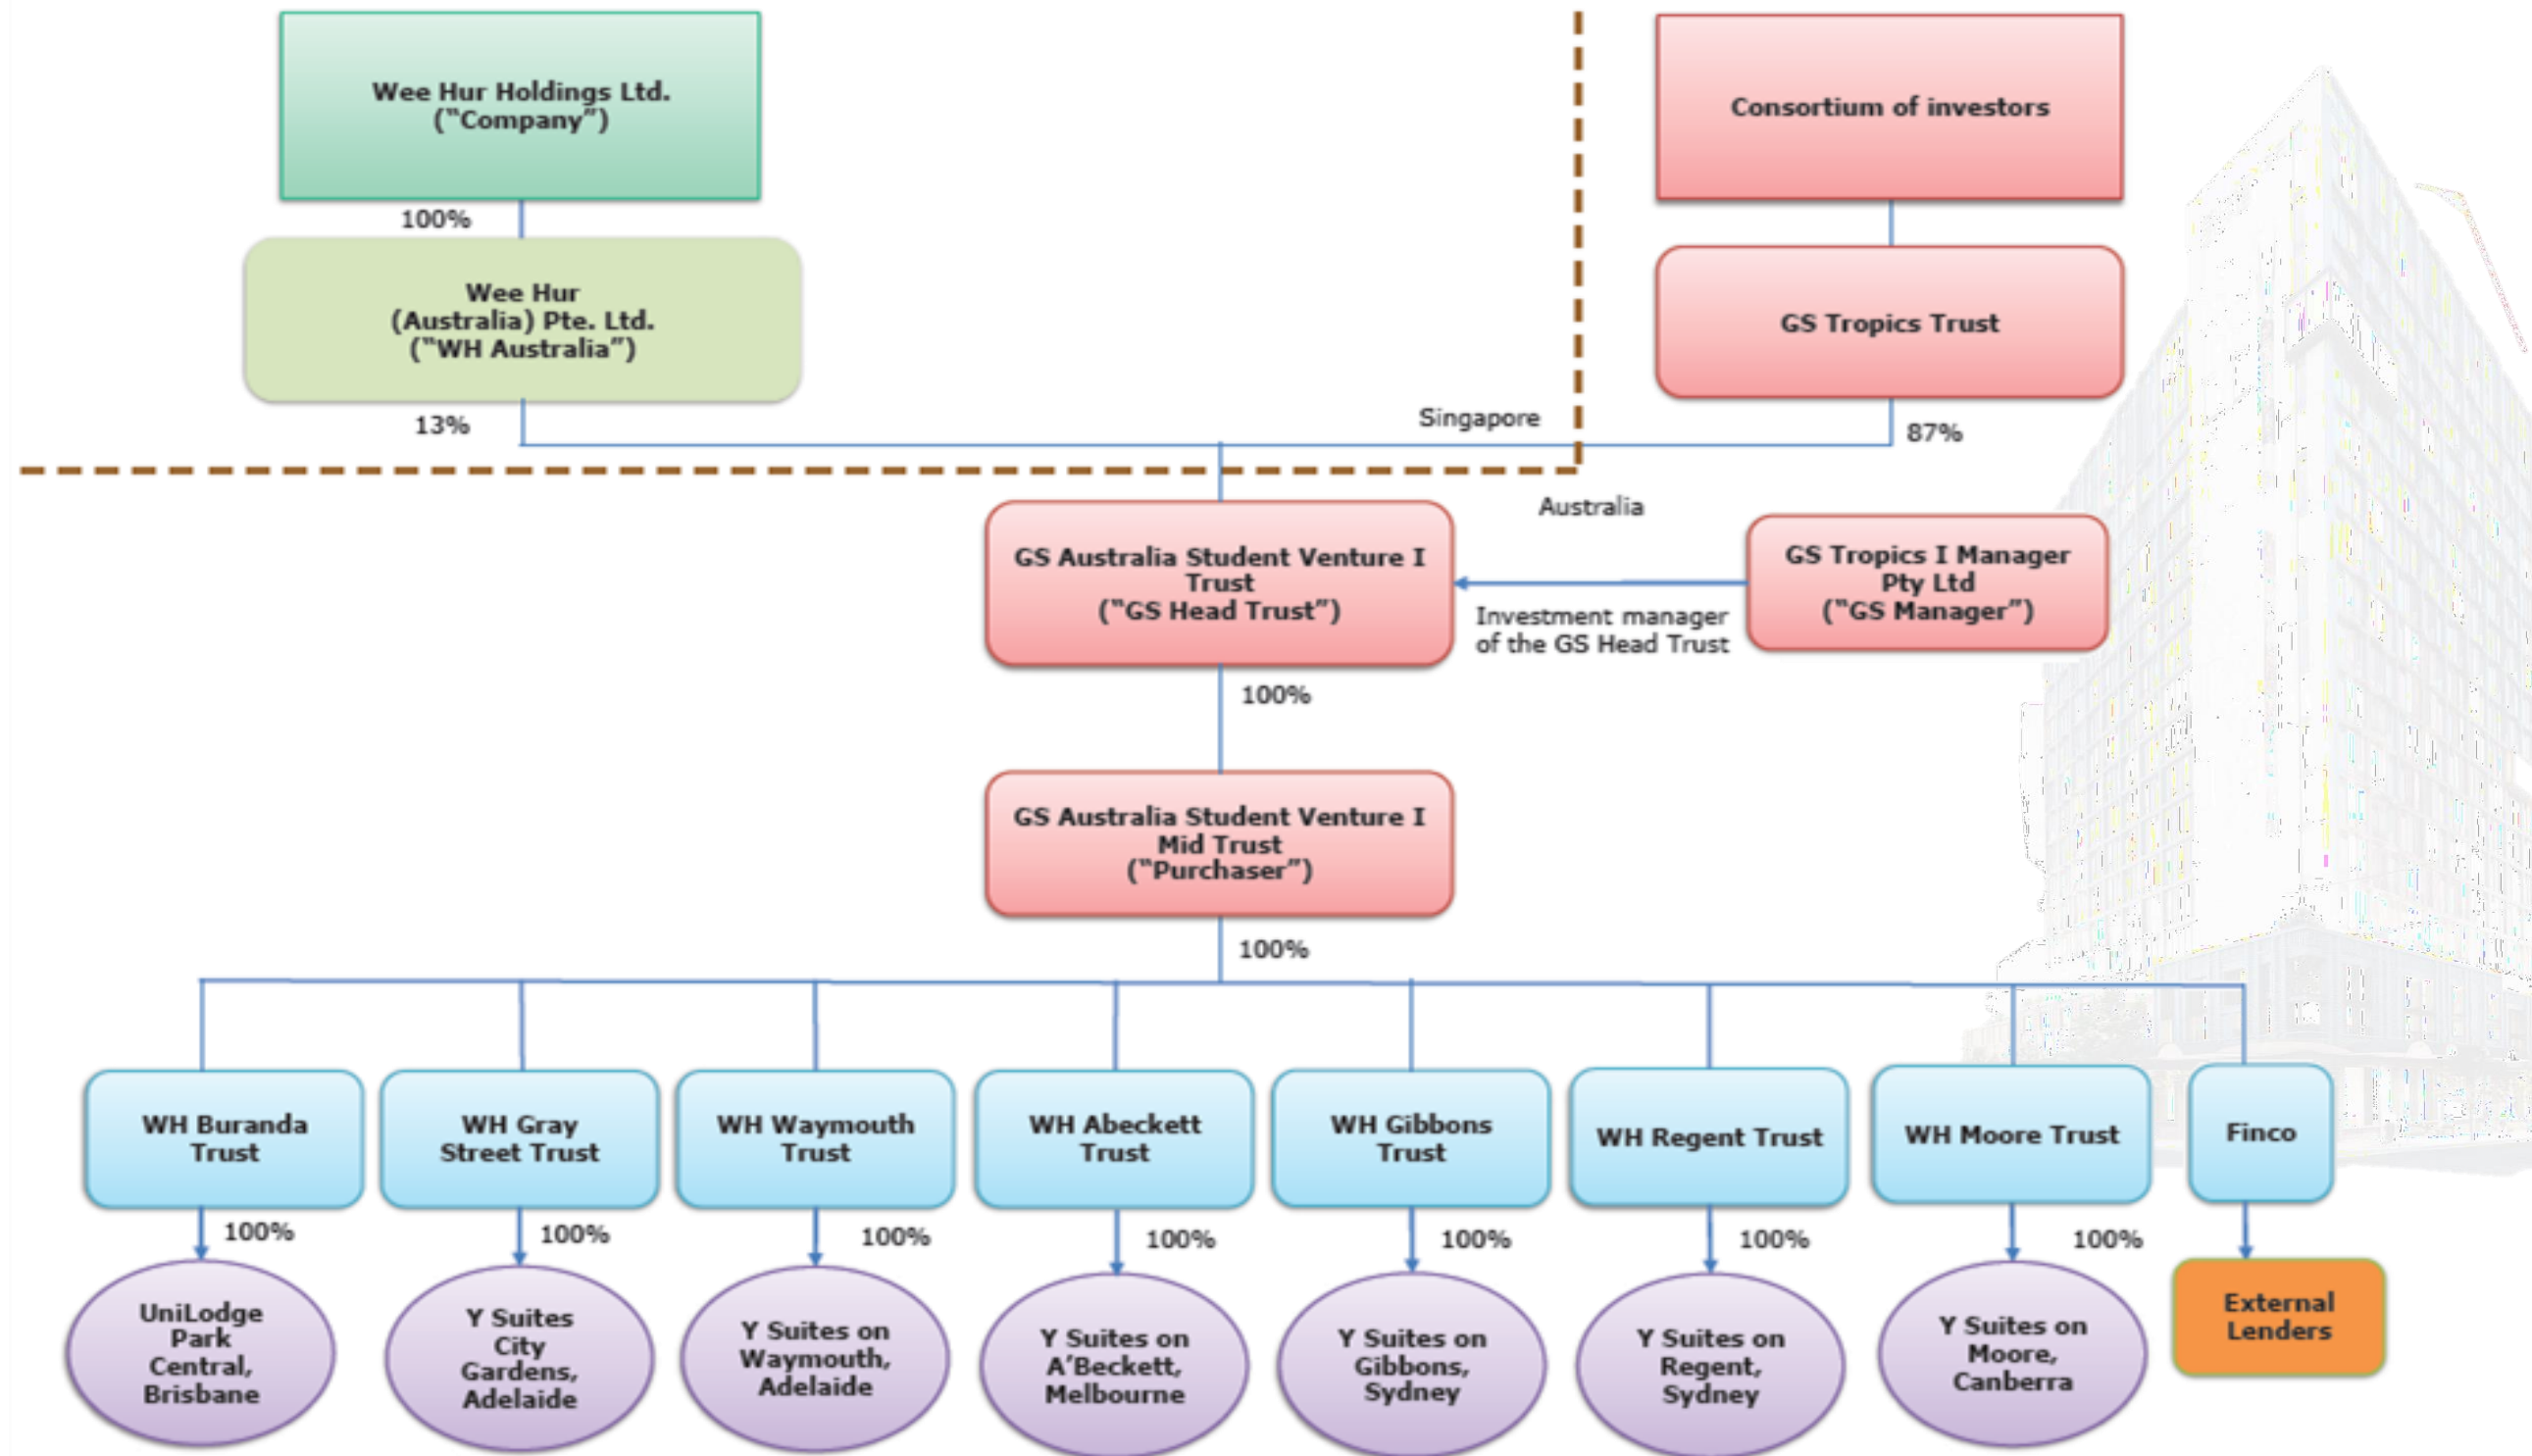 Wee Hur Holdings Ltd.
(“Company”)
Consortium of investors
100%
Wee Hur
(Australia) Pte. Ltd.
(“WH Australia”)
GS Tropics Trust
13%
Singapore
87%
Australia
GS Australia Student Venture I
Trust
(“GS Head Trust”)
GS Tropics I Manager
Pty Ltd
(“GS Manager”)
Investment manager
of the GS Head Trust
100%
GS Australia Student Venture I
Mid Trust
(“Purchaser”)
100%
WH Buranda
Trust
WH Gray
Street Trust
WH Waymouth
Trust
WH Abeckett
Trust
WH Gibbons
Trust
WH Regent Trust
WH Moore Trust
Finco
100%
100%
100%
100%
100%
100%
100%
UniLodge
Park
Central,
Brisbane
Y Suites
City
Gardens,
Adelaide
Y Suites on
Waymouth,
Adelaide
Y Suites on
A’Beckett,
Melbourne
Y Suites on
Gibbons,
Sydney
Y Suites on
Regent,
Sydney
Y Suites on
Moore,
Canberra
External
Lenders